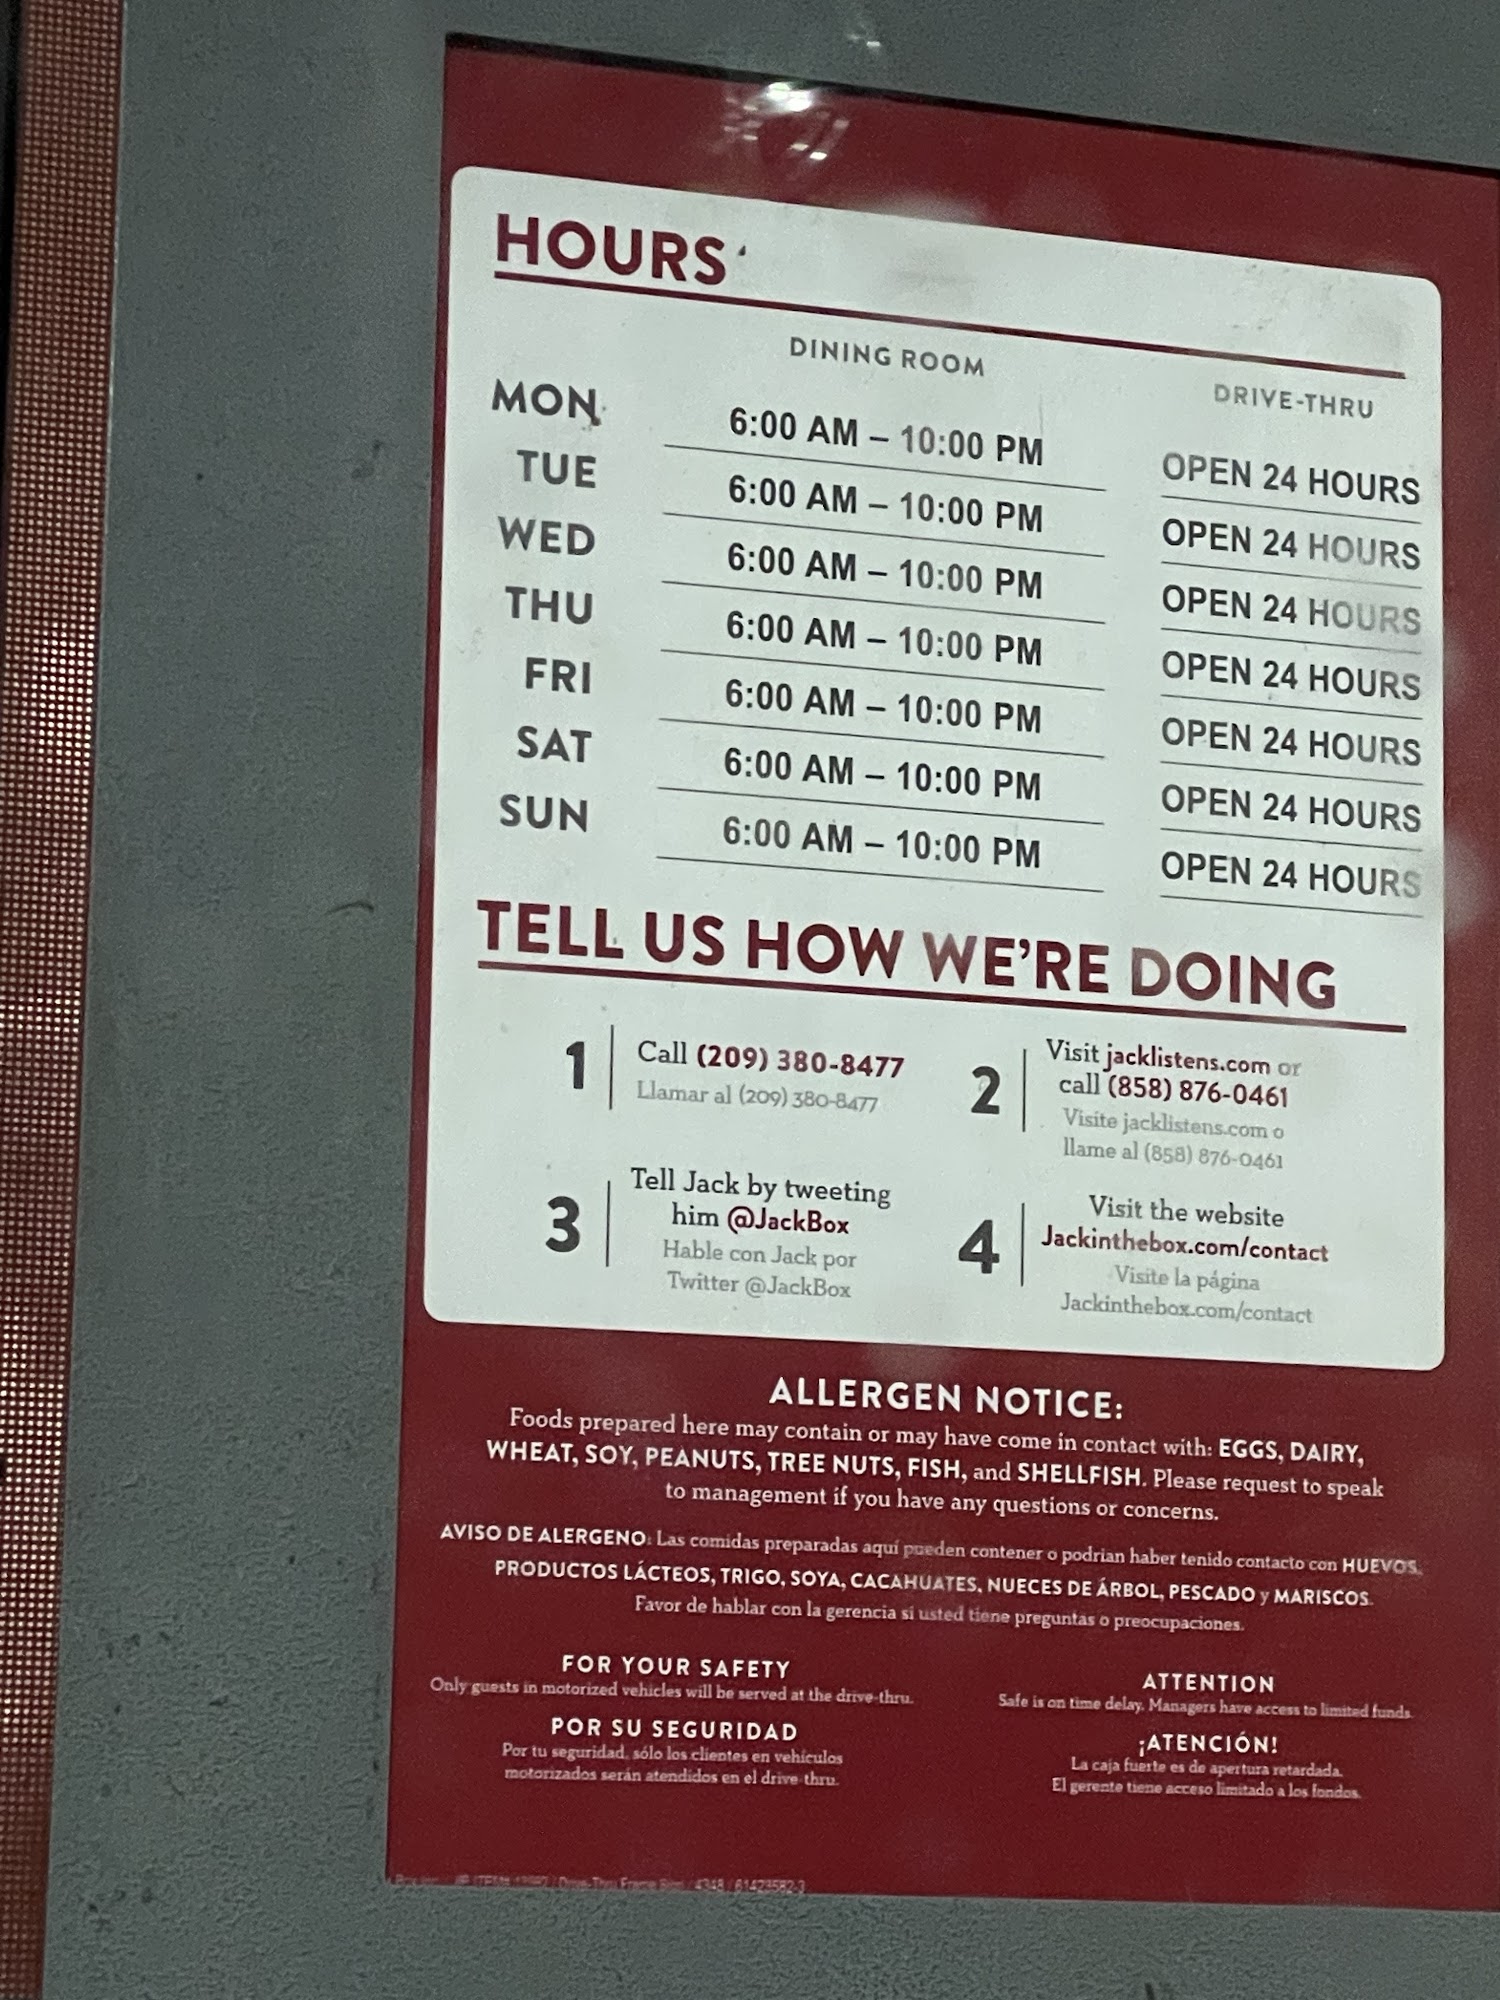 HOURS
DINING ROOM DRIVE-THRU
MON 6:00 AM – 10:00 PM OPEN 24 HOURS
TUE 6:00 AM – 10:00 PM OPEN 24 HOURS
WED 6:00 AM – 10:00 PM OPEN 24 HOURS
THU 6:00 AM – 10:00 PM OPEN 24 HOURS
FRI 6:00 AM – 10:00 PM OPEN 24 HOURS
SAT 6:00 AM – 10:00 PM OPEN 24 HOURS
SUN 6:00 AM – 10:00 PM OPEN 24 HOURS
TELL US HOW WE'RE DOING
1
Call (209) 380-8477
Llamar al (209) 380-8477
2
Visit jacklistens.com or
call (858) 876-0461
Visite jacklistens.com o
llame al (858) 876-0461
3
Tell Jack by tweeting
him @JackBox
Hable con Jack por
Twitter @JackBox
4
Visit the website
Jackinthebox.com/contact
Visite la página
Jackinthebox.com/contact
ALLERGEN NOTICE:
Foods prepared here may contain or may have come in contact with: EGGS, DAIRY,
WHEAT, SOY, PEANUTS, TREE NUTS, FISH, and SHELLFISH. Please request to speak
to management if you have any questions or concerns.
AVISO DE ALERGENO: Las comidas preparadas aquí pueden contener o podrian haber tenido contacto con HUEVOS,
PRODUCTOS LÁCTEOS, TRIGO, SOYA, CACAHUATES, NUECES DE ÁRBOL, PESCADO y MARISCOS.
Favor de hablar con la gerencia si usted tiene preguntas o preocupaciones.
FOR YOUR SAFETY
Only guests in motorized vehicles will be served at the drive-thru.
POR SU SEGURIDAD
Por tu seguridad, sólo los clientes en vehículos
motorizados serán atendidos en el drive-thru.
ATTENTION
Safe is on time delay. Managers have access to limited funds.
¡ATENCIÓN!
La caja fuerte es de apertura retardada.
El gerente tiene acceso limitado a los fondos.
/ Drive-Thru Frame / 4348 / 61423582-3